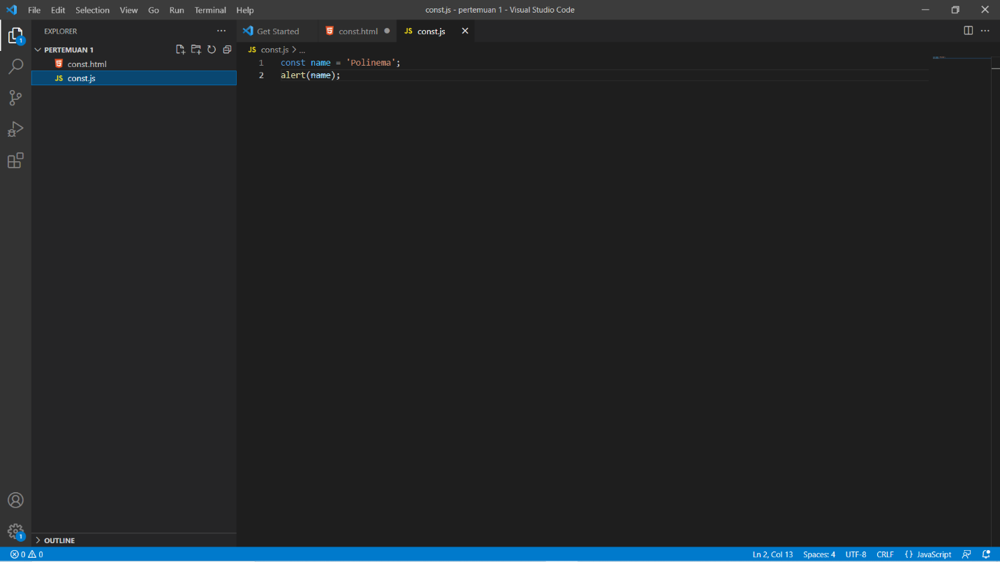 File Edit Selection View Go Run Terminal Help const.js - pertemuan 1 - Visual Studio Code
EXPLORER ...
Get Started const.html JS const.js
PERTEMUAN 1
JS const.js > ...
const.html
JS const.js
1 const name = 'Polinema';
2 alert(name);
1
1
OUTLINE
0 0 Ln 2, Col 13 Spaces: 4 UTF-8 CRLF {} JavaScript